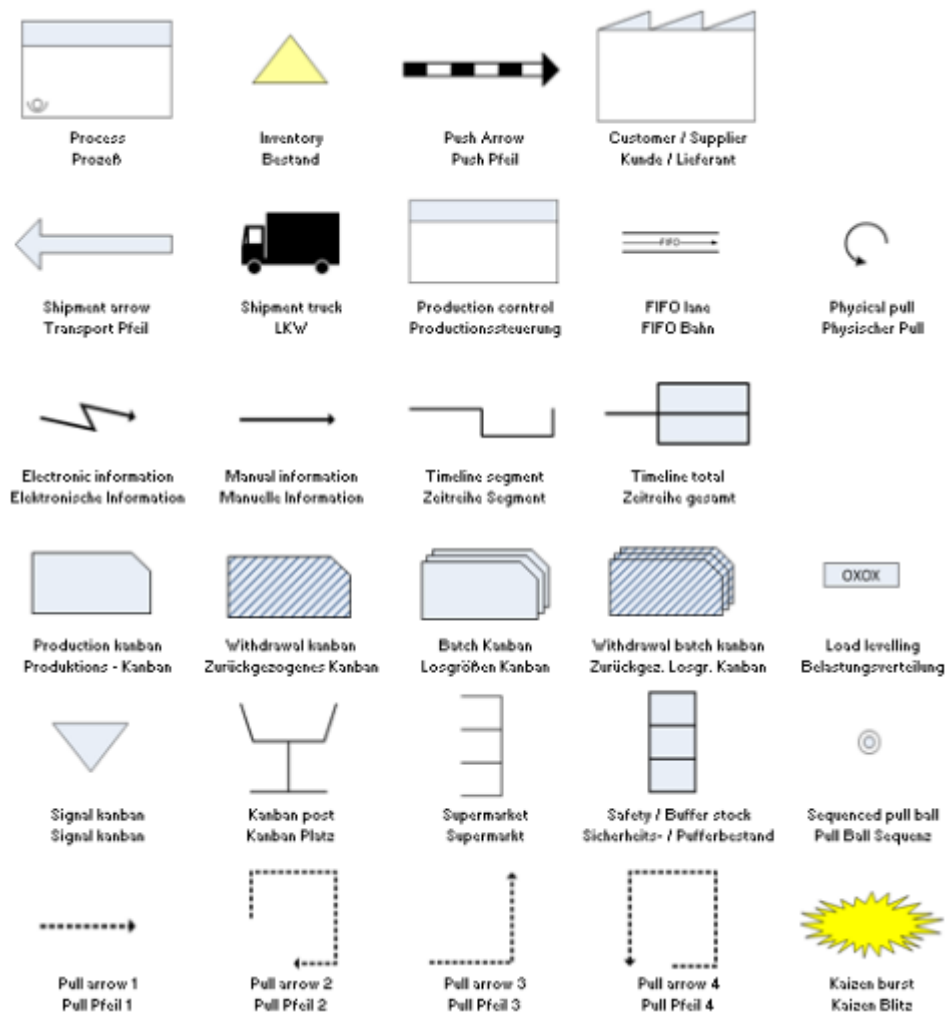 Process
Prozeß
Inventory
Bestand
Push Arrow
Push Pfeil
Customer / Supplier
Kunde / Lieferant
FIFO
Shipment arrow
Transport Pfeil
Shipment truck
LKW
Production corntrol
Productionssteuerung
FIFO lane
FIFO Bahn
Physical pull
Physischer Pull
Electronic information
Elektronische Information
Manual information
Manuelle Information
Timeline segment
Zeitreihe Segment
Timeline total
Zeitreihe gesamt
OXOX
Production kanban
Produktions - Kanban
Withdrawal kanban
Zurückgezogenes Kanban
Batch Kanban
Losgrößen Kanban
Withdrawal batch kanban
Zurückgez. Losgr. Kanban
Load levelling
Belastungsverteilung
Signal kanban
Signal kanban
Kanban post
Kanban Platz
Supermarket
Supermarkt
Safety / Buffer stock
Sicherheits- / Pufferbestand
Sequenced pull ball
Pull Ball Sequenz
Pull arrow 1
Pull Pfeil 1
Pull arrow 2
Pull Pfeil 2
Pull arrow 3
Pull Pfeil 3
Pull arrow 4
Pull Pfeil 4
Kaizen burst
Kaizen Blitz